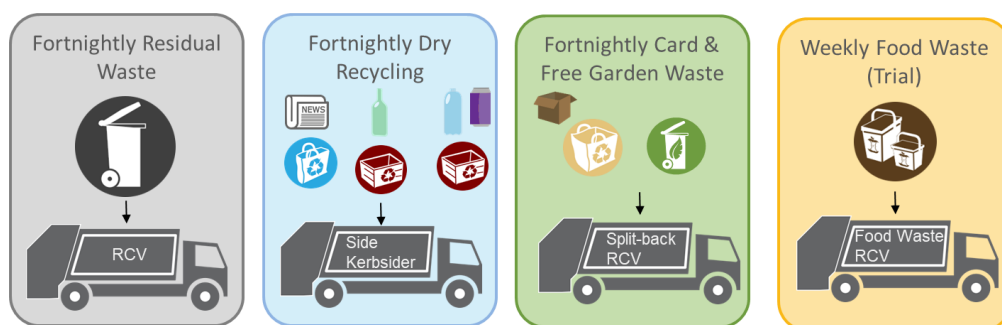 Fortnightly Residual
Waste
RCV
Fortnightly Dry
Recycling
NEWS
Side
Kerbsider
Fortnightly Card &
Free Garden Waste
Split-back
RCV
Weekly Food Waste
(Trial)
Food Waste
RCV